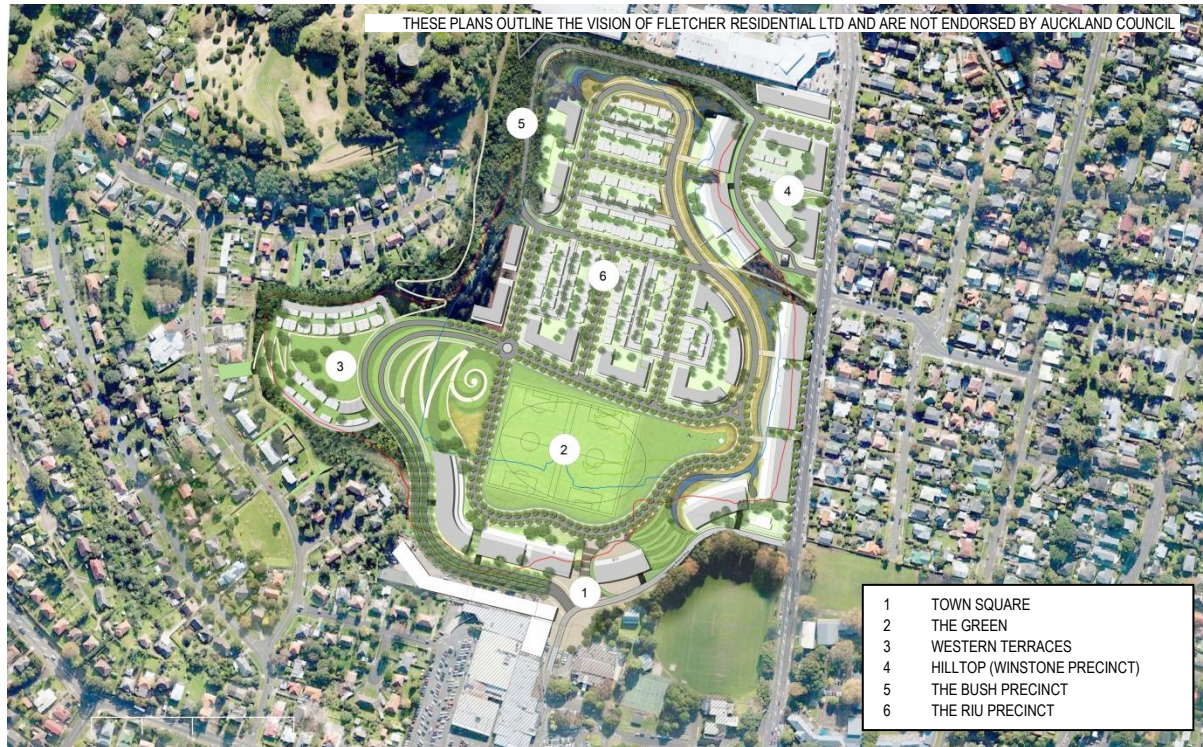 THESE PLANS OUTLINE THE VISION OF FLETCHER RESIDENTIAL LTD AND ARE NOT ENDORSED BY AUCKLAND COUNCIL
5
4
6
3
2
1
1 TOWN SQUARE
2 THE GREEN
3 WESTERN TERRACES
4 HILLTOP (WINSTONE PRECINCT)
5 THE BUSH PRECINCT
6 THE RIU PRECINCT